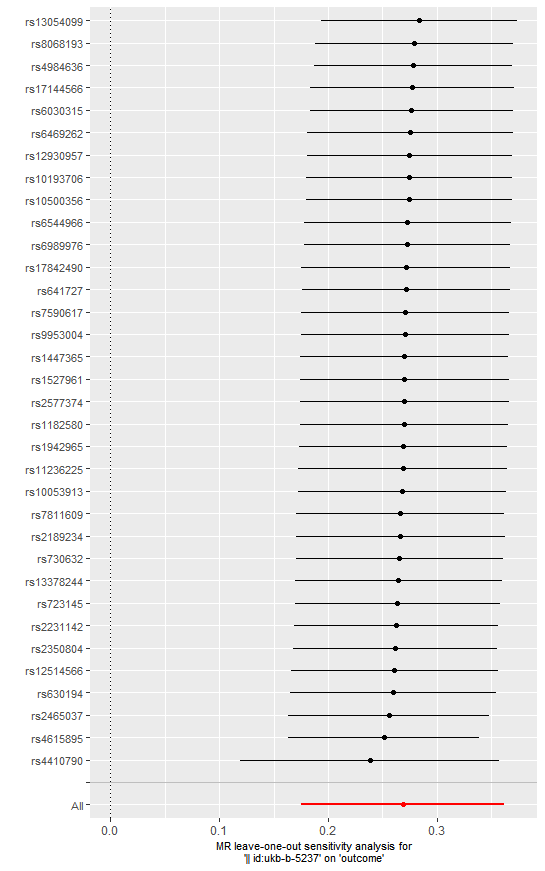 rs13054099
rs8068193
rs4984636
rs17144566
rs6030315
rs6469262
rs12930957
rs10193706
rs10500356
rs6544966
rs6989976
rs17842490
rs641727
rs7590617
rs9953004
rs1447365
rs1527961
rs2577374
rs1182580
rs1942965
rs11236225
rs10053913
rs7811609
rs2189234
rs730632
rs13378244
rs723145
rs2231142
rs2350804
rs12514566
rs630194
rs2465037
rs4615895
rs4410790
All
0.0 0.1 0.2 0.3
MR leave-one-out sensitivity analysis for
id:ukb-b-5237' on 'outcome'